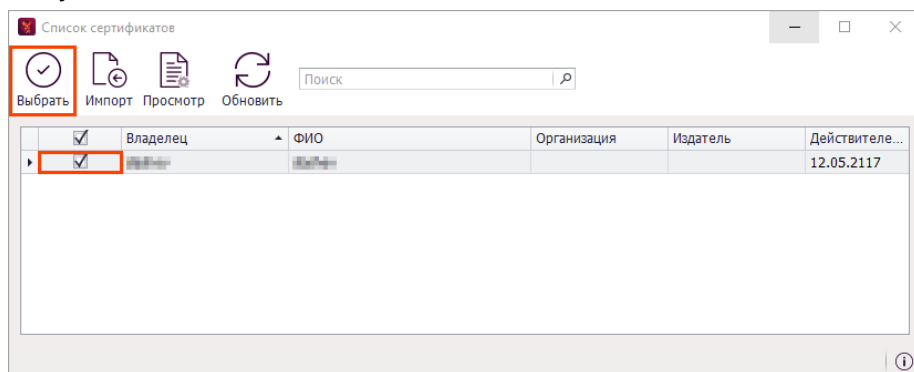 Список сертификатов
Выбрать Импорт Просмотр Обновить Поиск
Владелец ФИО Организация Издатель Действителе...
12.05.2117